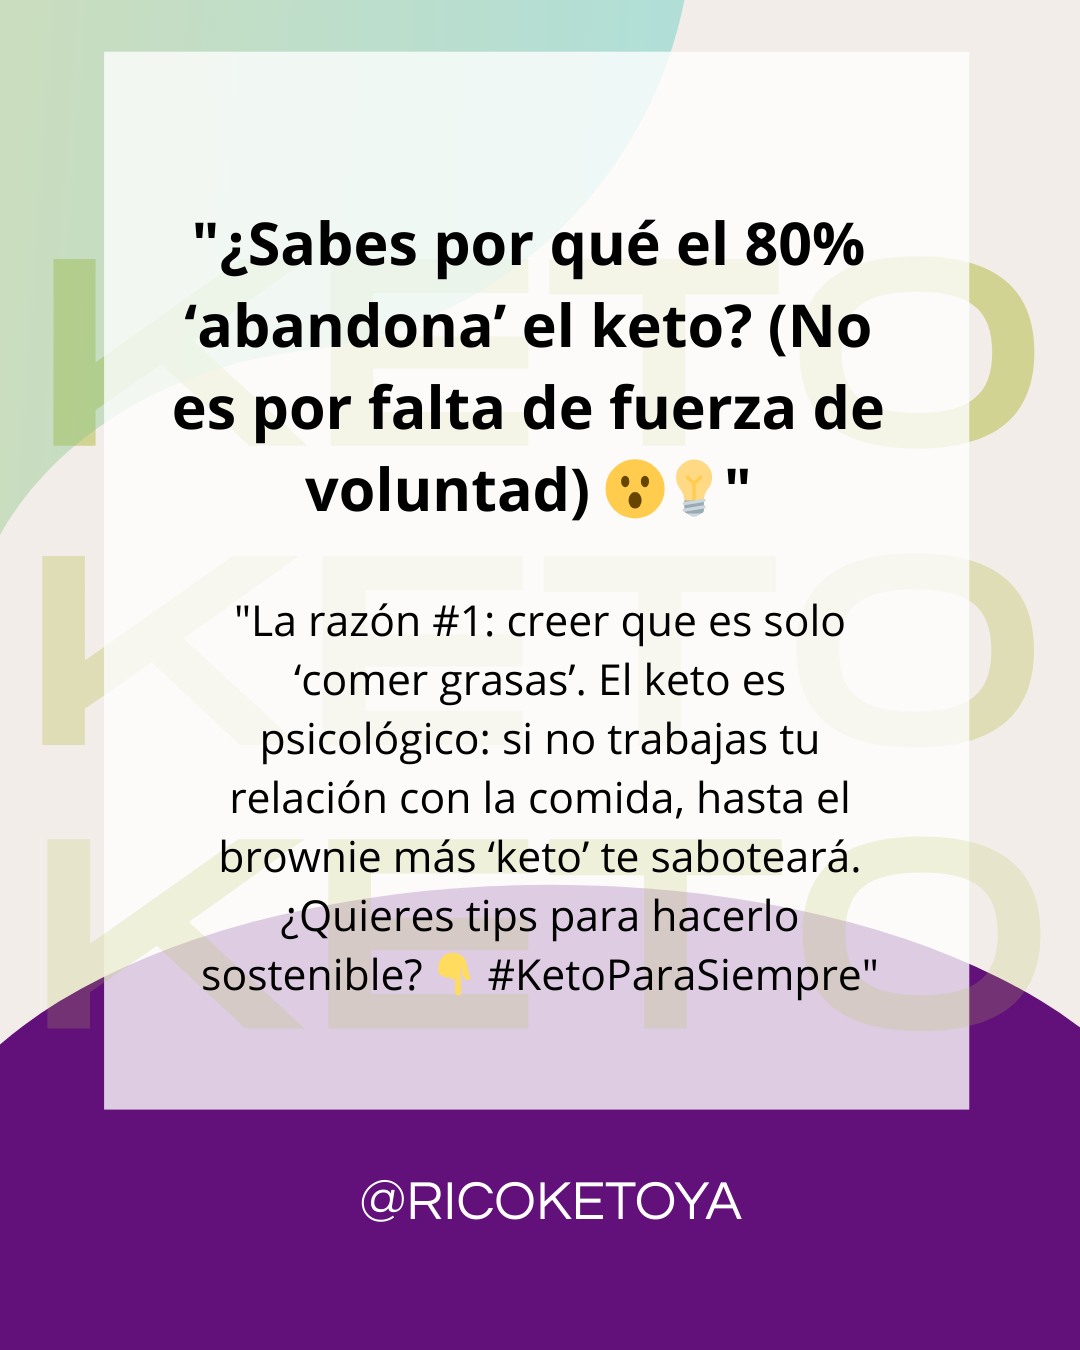 "¿Sabes por qué el 80%
‘abandona’ el keto? (No
es por falta de fuerza de
voluntad) 😮💡"
"La razón #1: creer que es solo
‘comer grasas’. El keto es
psicológico: si no trabajas tu
relación con la comida, hasta el
brownie más ‘keto’ te saboteará.
¿Quieres tips para hacerlo
sostenible? 👇 #KetoParaSiempre"
KETO
KETO
KETO
@RICOKETOYA